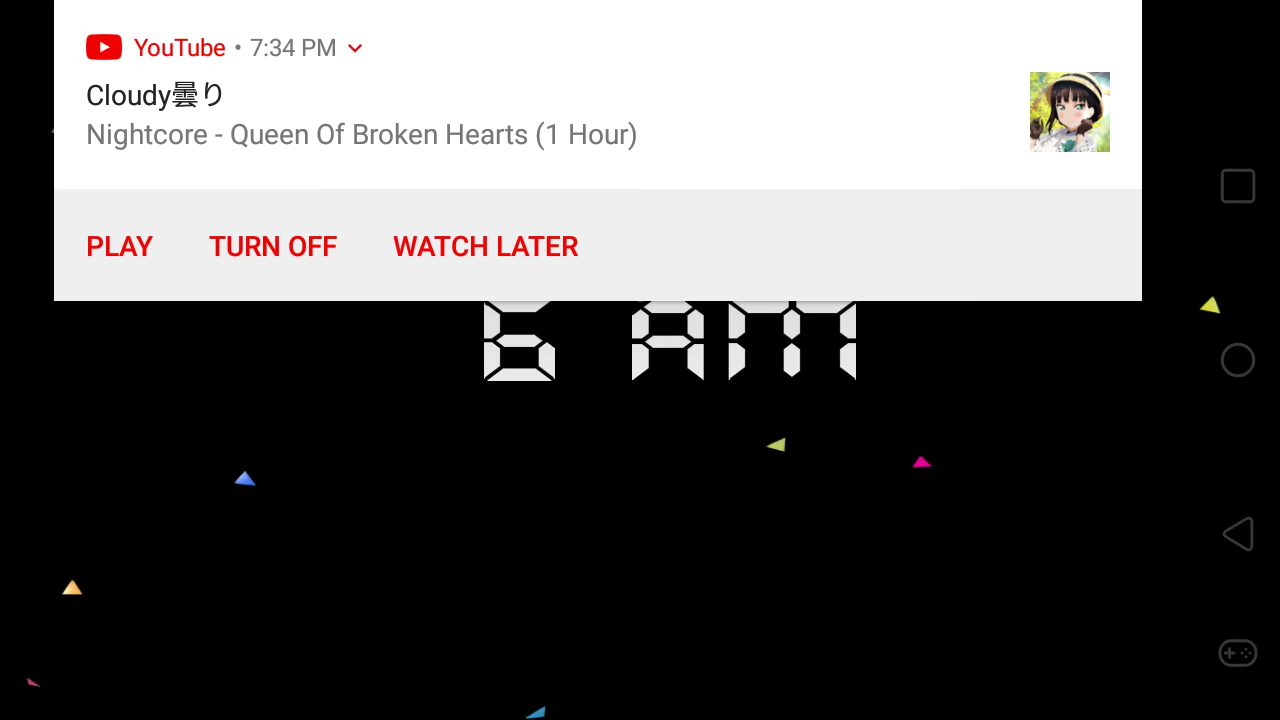 YouTube • 7:34 PM
Cloudy曇り
Nightcore - Queen Of Broken Hearts (1 Hour)
PLAY TURN OFF WATCH LATER
6 AM